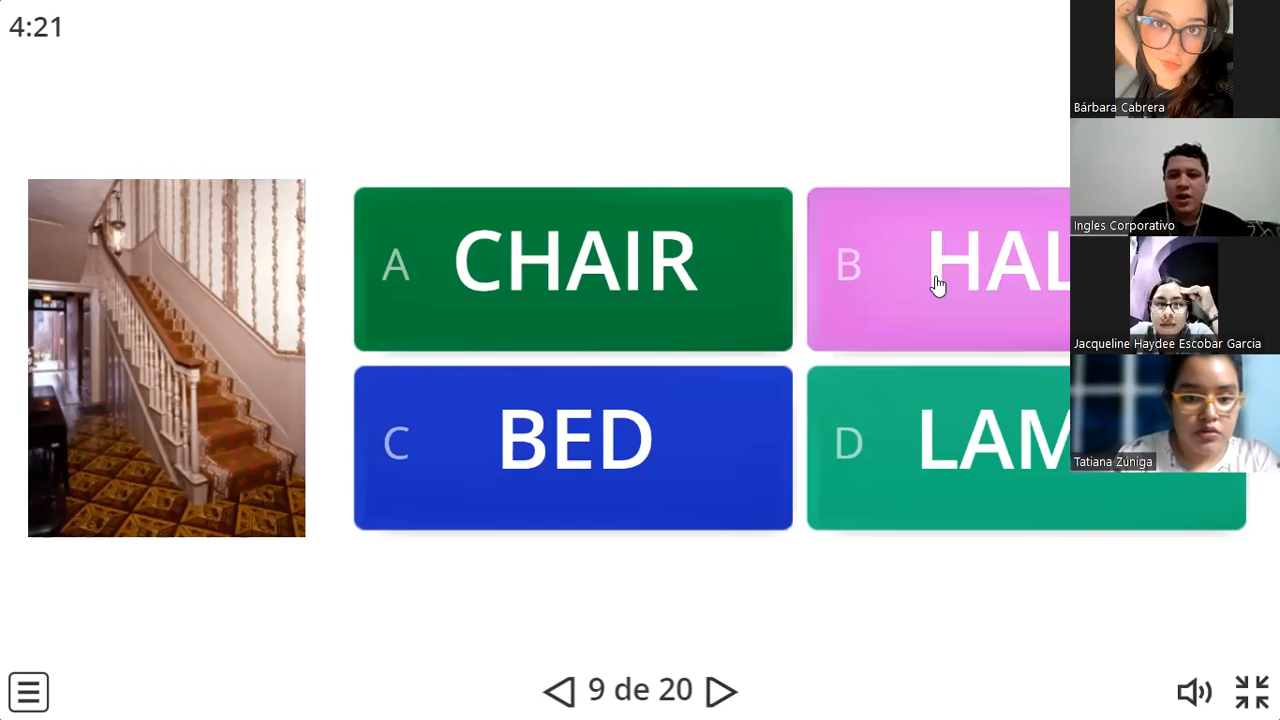 4:21
Bárbara Cabrera
Ingles Corporativo
Jacqueline Haydee Escobar Garcia
Tatiana Zúniga
A CHAIR
B HAL
C BED
D LAM
9 de 20